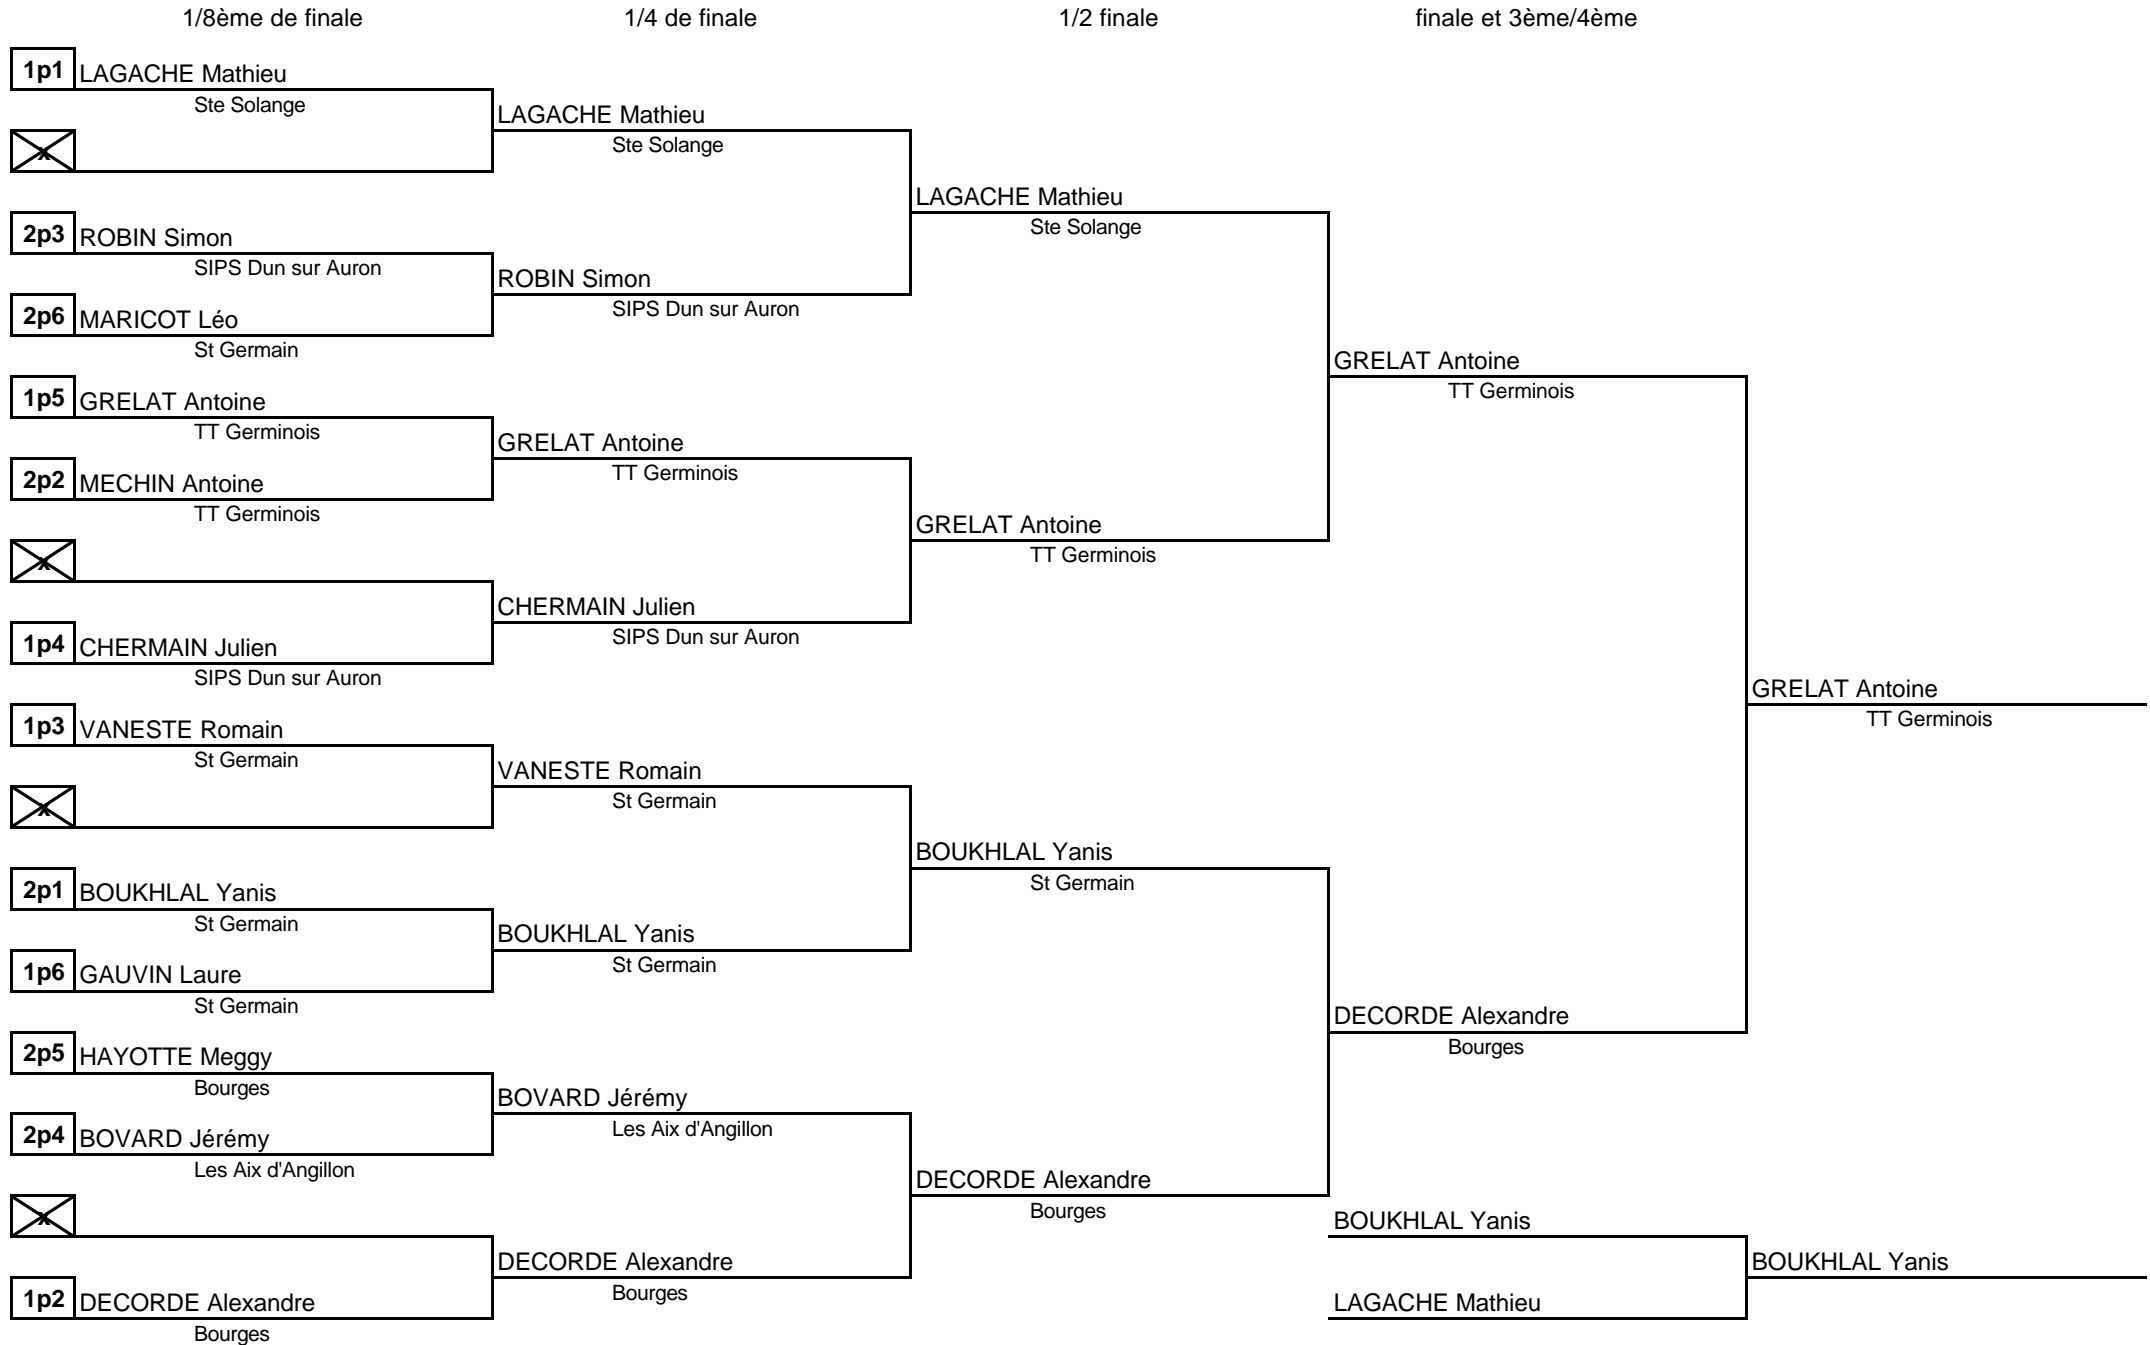 1/8ème de finale
1/4 de finale
1/2 finale
finale et 3ème/4ème
1p1 LAGACHE Mathieu
Ste Solange
x
2p3 ROBIN Simon
SIPS Dun sur Auron
2p6 MARICOT Léo
St Germain
1p5 GRELAT Antoine
TT Germinois
2p2 MECHIN Antoine
TT Germinois
x
1p4 CHERMAIN Julien
SIPS Dun sur Auron
1p3 VANESTE Romain
St Germain
x
2p1 BOUKHLAL Yanis
St Germain
1p6 GAUVIN Laure
St Germain
2p5 HAYOTTE Meggy
Bourges
2p4 BOVARD Jérémy
Les Aix d'Angillon
x
1p2 DECORDE Alexandre
Bourges
LAGACHE Mathieu
Ste Solange
ROBIN Simon
SIPS Dun sur Auron
GRELAT Antoine
TT Germinois
CHERMAIN Julien
SIPS Dun sur Auron
VANESTE Romain
St Germain
BOUKHLAL Yanis
St Germain
BOVARD Jérémy
Les Aix d'Angillon
DECORDE Alexandre
Bourges
LAGACHE Mathieu
Ste Solange
GRELAT Antoine
TT Germinois
BOUKHLAL Yanis
St Germain
DECORDE Alexandre
Bourges
GRELAT Antoine
TT Germinois
DECORDE Alexandre
Bourges
BOUKHLAL Yanis
LAGACHE Mathieu
GRELAT Antoine
TT Germinois
BOUKHLAL Yanis